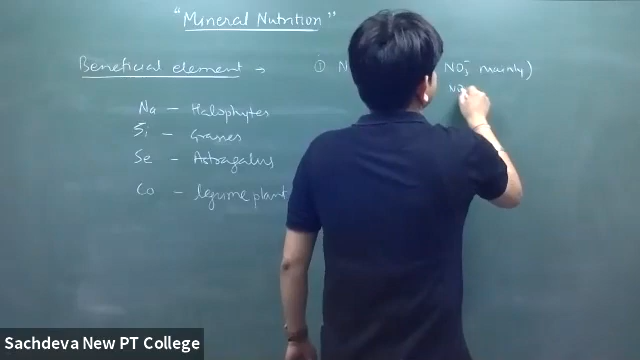 "Mineral Nutrition"
Beneficial element → ① N NO₃⁻ mainly)
NO
Na – Halophytes
Si – Grasses
Se – Astragalus
Co – legume plant
Sachdeva New PT College